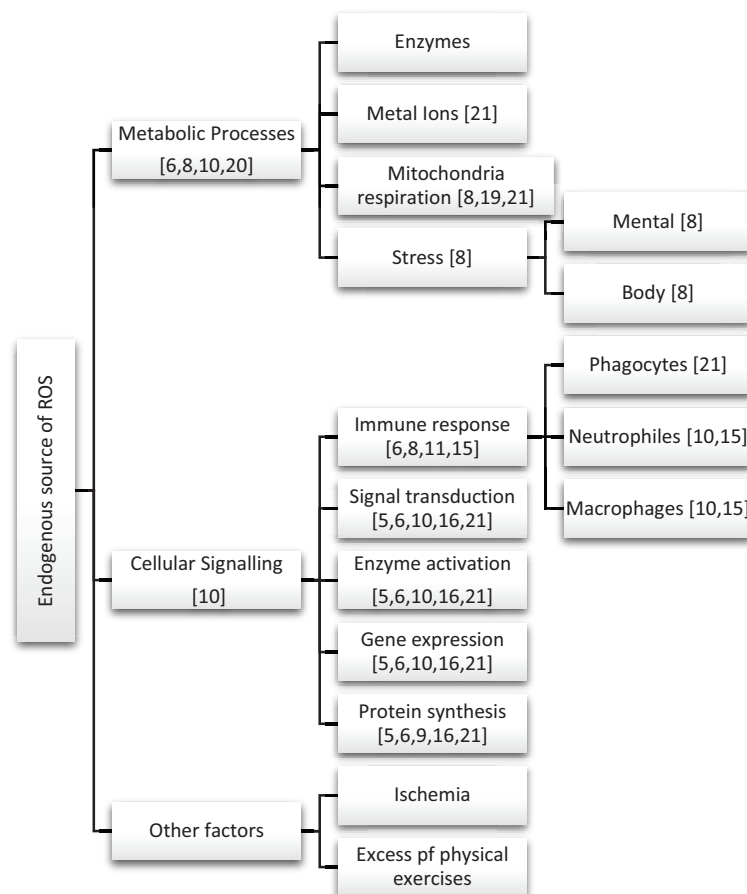 Endogenous source of ROS
Metabolic Processes
[6,8,10,20]
Enzymes
Metal Ions [21]
Mitochondria
respiration [8,19,21]
Stress [8]
Mental [8]
Body [8]
Cellular Signalling
[10]
Immune response
[6,8,11,15]
Phagocytes [21]
Neutrophiles [10,15]
Macrophages [10,15]
Signal transduction
[5,6,10,16,21]
Enzyme activation
[5,6,10,16,21]
Gene expression
[5,6,10,16,21]
Protein synthesis
[5,6,9,16,21]
Other factors
Ischemia
Excess pf physical
exercises